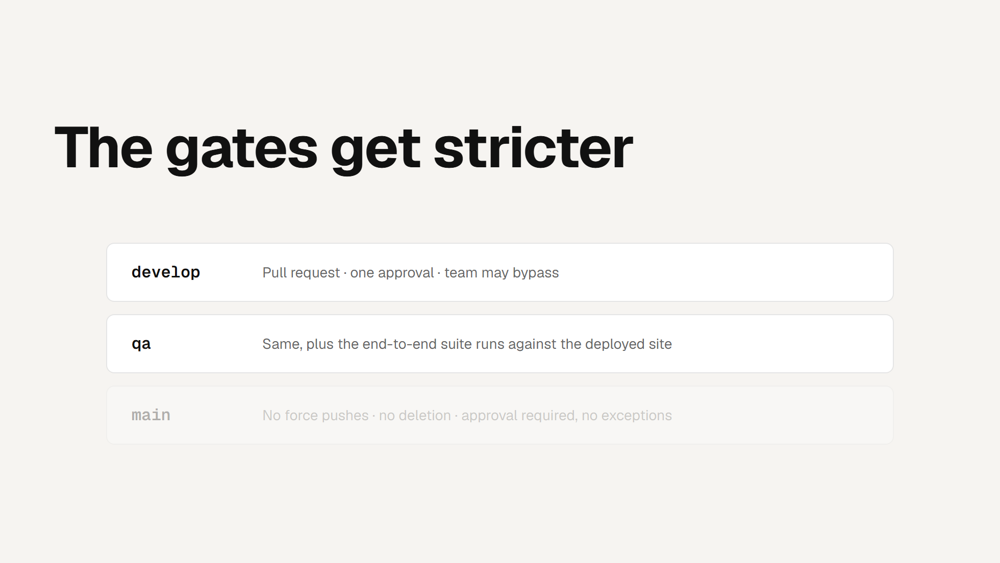 The gates get stricter
develop Pull request · one approval · team may bypass
qa Same, plus the end-to-end suite runs against the deployed site
main No force pushes · no deletion · approval required, no exceptions